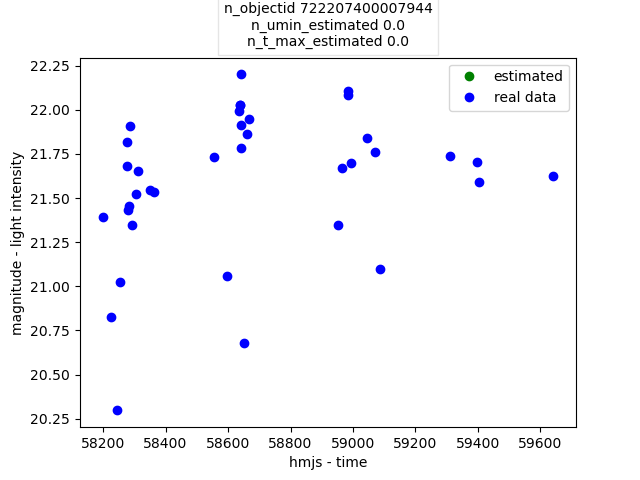 n_objectid 722207400007944
n_umin_estimated 0.0
n_t_max_estimated 0.0
22.25
22.00
21.75
21.50
21.25
21.00
20.75
20.50
20.25
magnitude - light intensity
estimated
real data
58200 58400 58600 58800 59000 59200 59400 59600
hmjs - time